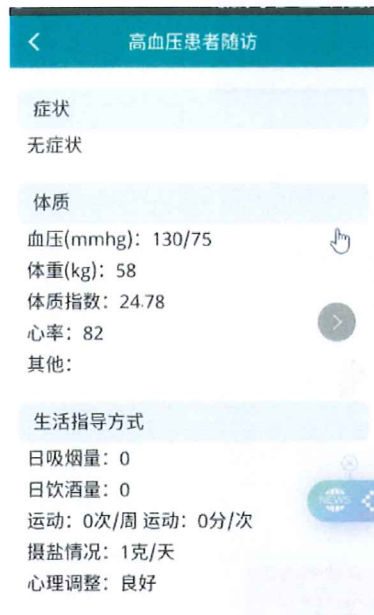 高血压患者随访
症状
无症状
体质
血压(mmhg)：130/75
体重(kg)：58
体质指数：24.78
心率：82
其他：
生活指导方式
日吸烟量：0
日饮酒量：0
运动：0次/周 运动：0分/次
摄盐情况：1克/天
心理调整：良好
NEWS